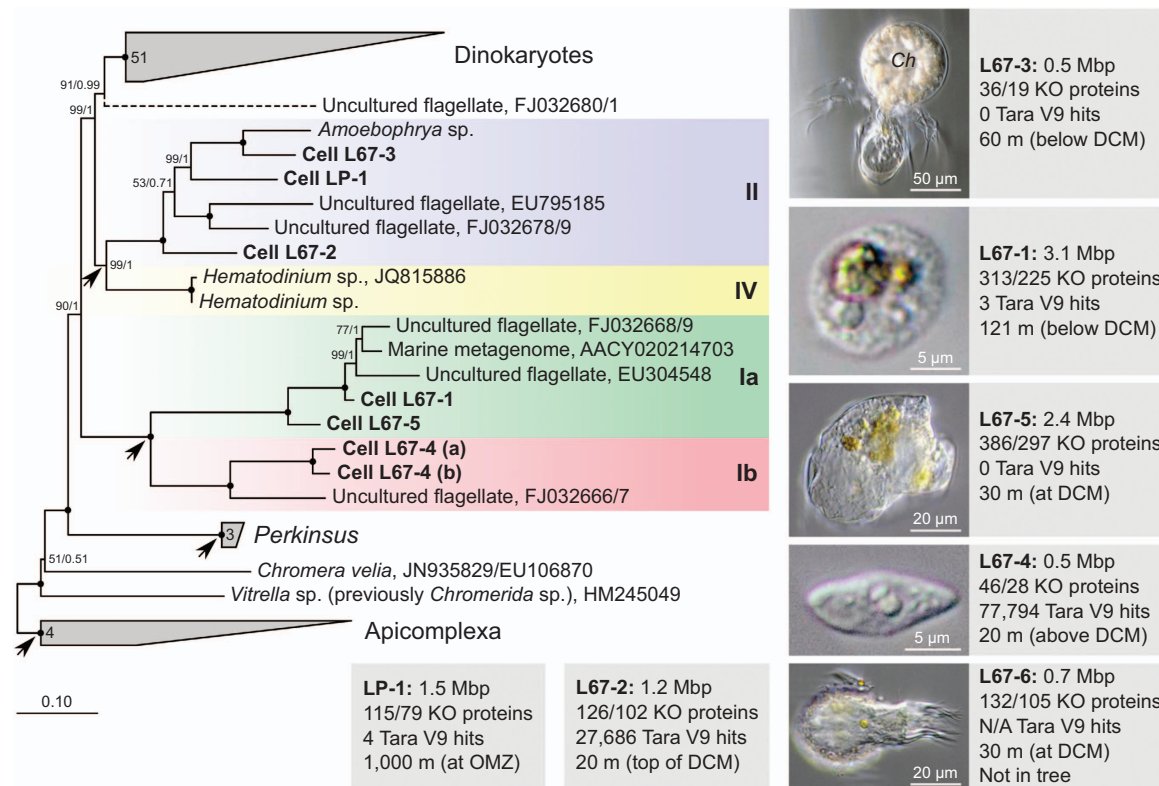 51
Dinokaryotes
91/0.99
99/1
Uncultured flagellate, FJ032680/1
Amoebophrya sp.
Cell L67-3
99/1
Cell LP-1
53/0.71
II
Uncultured flagellate, EU795185
Uncultured flagellate, FJ032678/9
Cell L67-2
99/1
Hematodinium sp., JQ815886
IV
Hematodinium sp.
90/1
Uncultured flagellate, FJ032668/9
77/1
Marine metagenome, AACY020214703
99/1
Uncultured flagellate, EU304548
Ia
Cell L67-1
Cell L67-5
Cell L67-4 (a)
Cell L67-4 (b)
Ib
Uncultured flagellate, FJ032666/7
3
Perkinsus
51/0.51
Chromera velia, JN935829/EU106870
Vitrella sp. (previously Chromerida sp.), HM245049
4
Apicomplexa
0.10
LP-1: 1.5 Mbp
115/79 KO proteins
4 Tara V9 hits
1,000 m (at OMZ)
L67-2: 1.2 Mbp
126/102 KO proteins
27,686 Tara V9 hits
20 m (top of DCM)
Ch
50 µm
L67-3: 0.5 Mbp
36/19 KO proteins
0 Tara V9 hits
60 m (below DCM)
5 µm
L67-1: 3.1 Mbp
313/225 KO proteins
3 Tara V9 hits
121 m (below DCM)
20 µm
L67-5: 2.4 Mbp
386/297 KO proteins
0 Tara V9 hits
30 m (at DCM)
5 µm
L67-4: 0.5 Mbp
46/28 KO proteins
77,794 Tara V9 hits
20 m (above DCM)
20 µm
L67-6: 0.7 Mbp
132/105 KO proteins
N/A Tara V9 hits
30 m (at DCM)
Not in tree